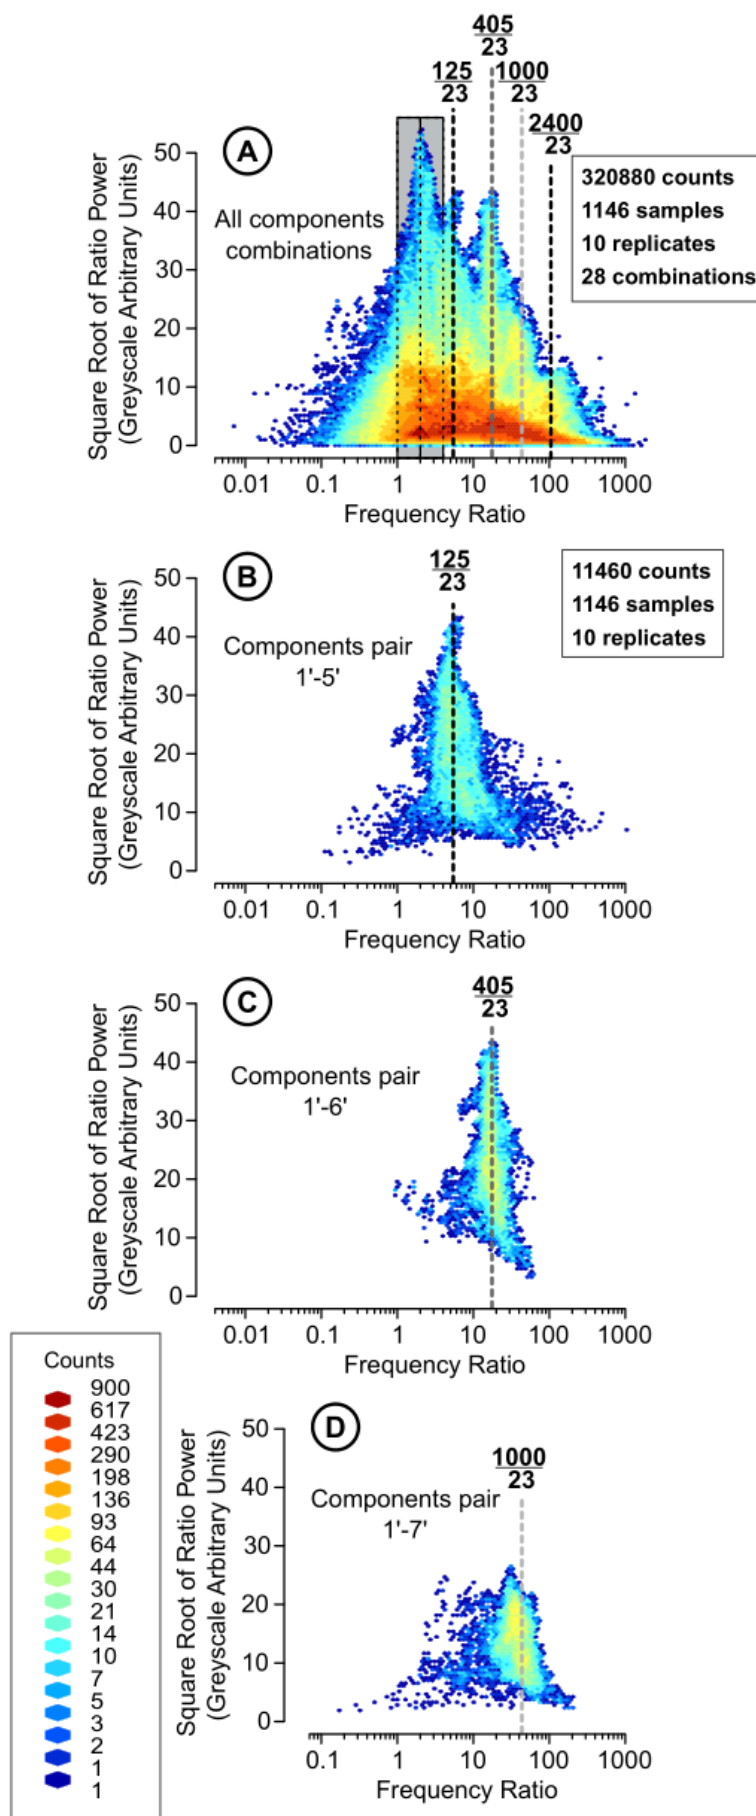 405
23
125
23
1000
23
2400
23
A
All components
combinations
320880 counts
1146 samples
10 replicates
28 combinations
Square Root of Ratio Power
(Greyscale Arbitrary Units)
50
40
30
20
10
0
0.01 0.1 1 10 100 1000
Frequency Ratio
B
125
23
Components pair
1'-5'
11460 counts
1146 samples
10 replicates
Square Root of Ratio Power
(Greyscale Arbitrary Units)
50
40
30
20
10
0
0.01 0.1 1 10 100 1000
Frequency Ratio
C
405
23
Components pair
1'-6'
Square Root of Ratio Power
(Greyscale Arbitrary Units)
50
40
30
20
10
0
0.01 0.1 1 10 100 1000
Frequency Ratio
Counts
900
617
423
290
198
136
93
64
44
30
21
14
10
7
5
3
2
1
1
D
1000
23
Components pair
1'-7'
Square Root of Ratio Power
(Greyscale Arbitrary Units)
50
40
30
20
10
0
0.1 1 10 100 1000
Frequency Ratio